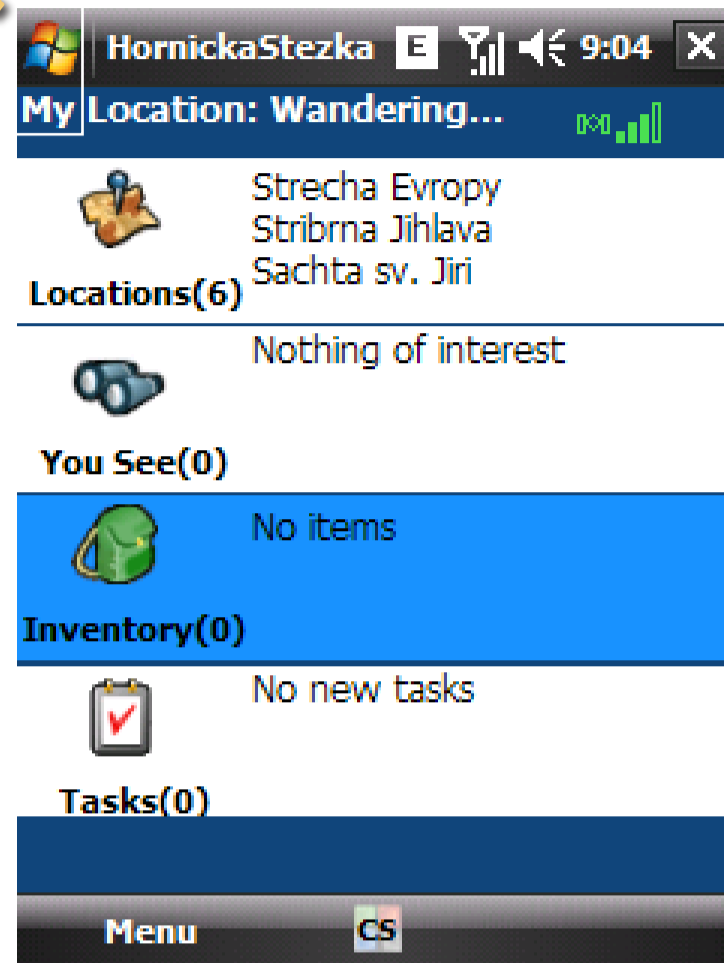 HornickaStezka E 9:04
My Location: Wandering...
Strecha Evropy
Stribrna Jihlava
Sachta sv. Jiri
Locations(6)
Nothing of interest
You See(0)
No items
Inventory(0)
No new tasks
Tasks(0)
Menu CS